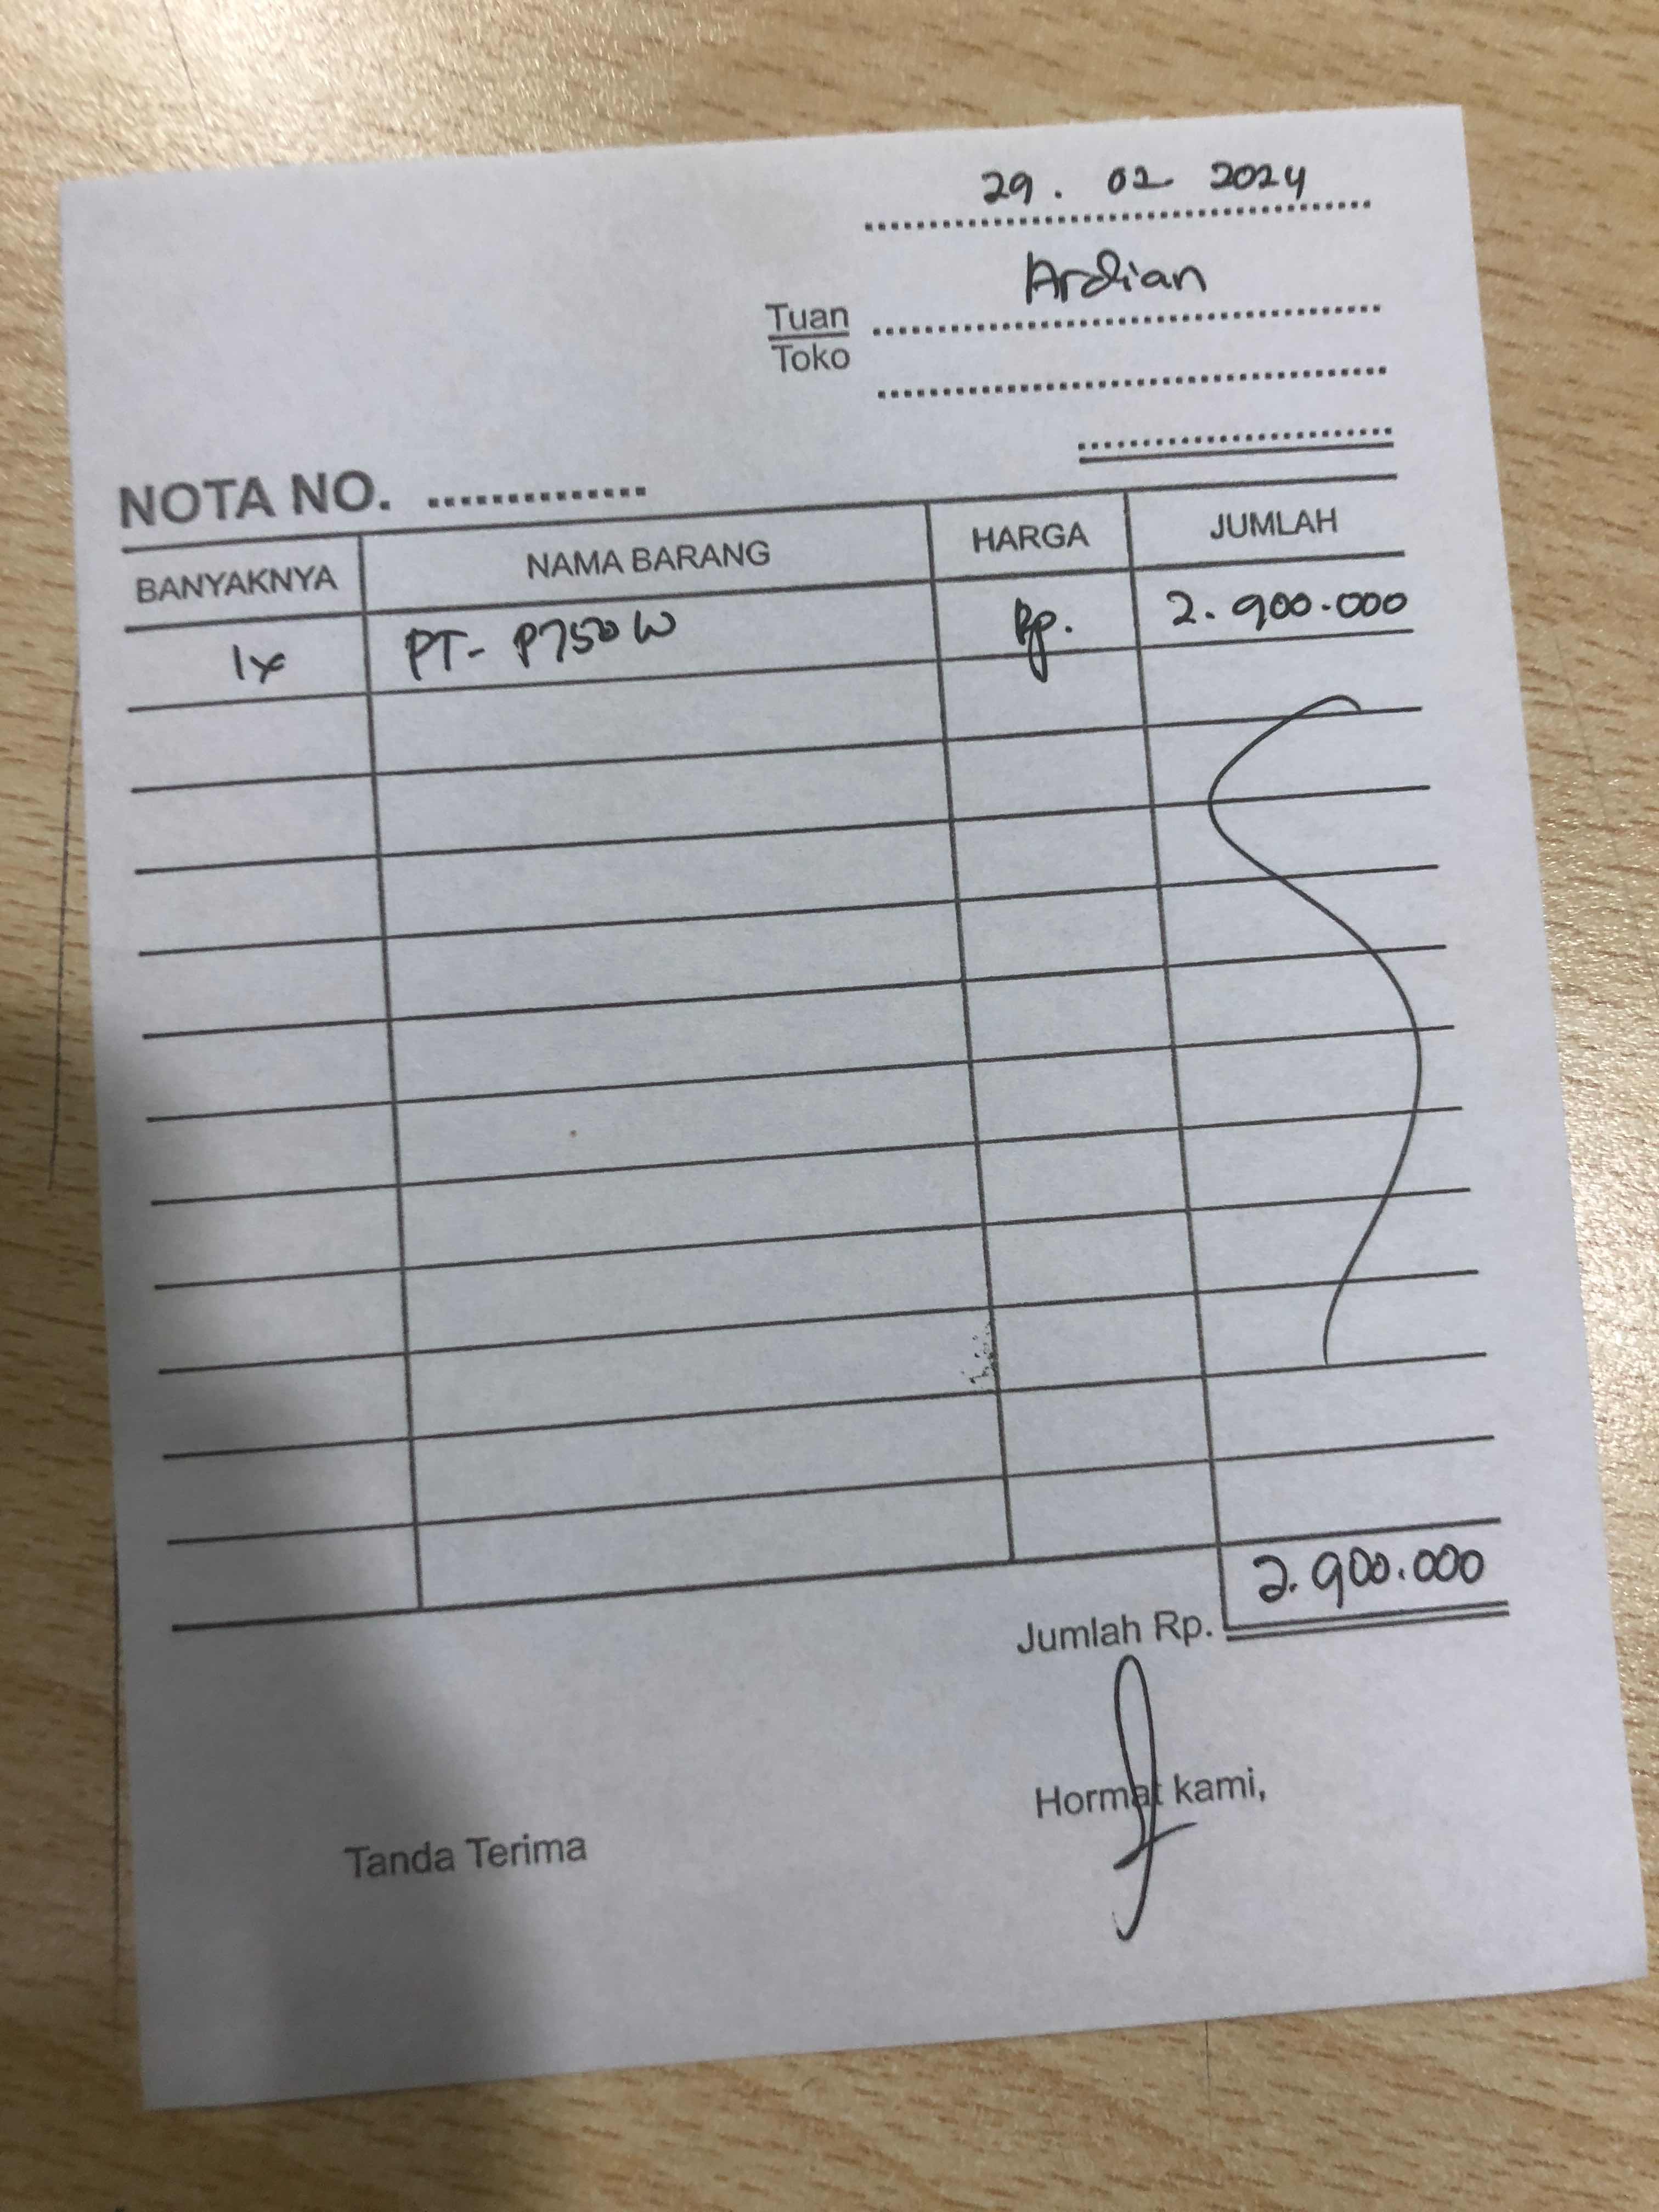 29. 02 2024
Tuan Ardian
Toko
NOTA NO.
BANYAKNYA NAMA BARANG HARGA JUMLAH
1x PT- P750W Rp. 2.900.000
Jumlah Rp. 2.900.000
Tanda Terima Hormat kami,